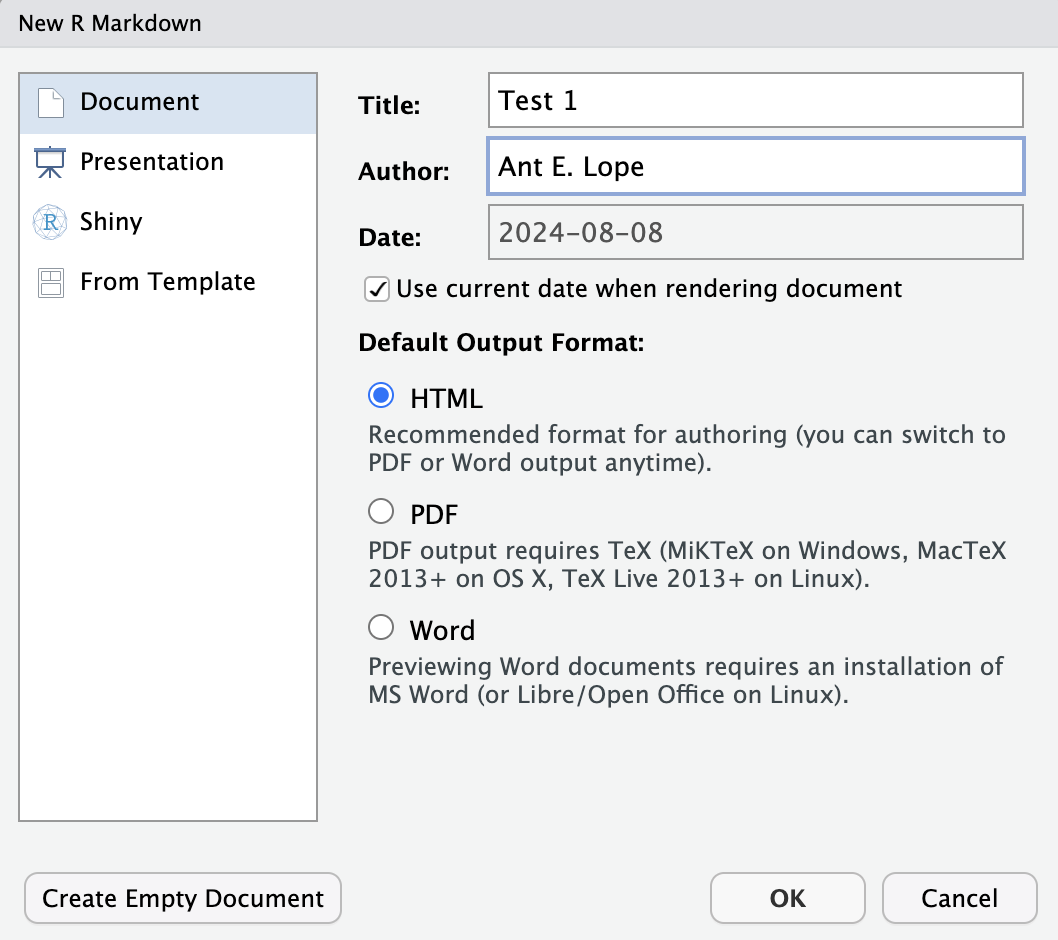 New R Markdown
Document
Presentation
Shiny
From Template
Title: Test 1
Author: Ant E. Lope
Date: 2024-08-08
Use current date when rendering document
Default Output Format:
HTML
Recommended format for authoring (you can switch to
PDF or Word output anytime).
PDF
PDF output requires TeX (MiKTeX on Windows, MacTeX
2013+ on OS X, TeX Live 2013+ on Linux).
Word
Previewing Word documents requires an installation of
MS Word (or Libre/Open Office on Linux).
Create Empty Document OK Cancel